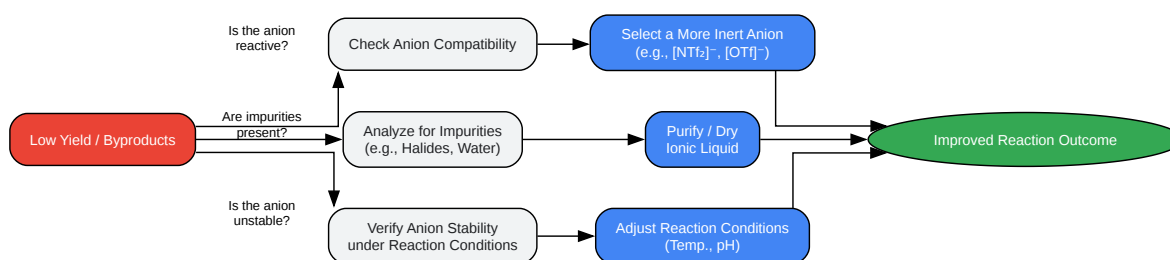 Is the anion
reactive?
Check Anion Compatibility
Select a More Inert Anion
(e.g., [NTf₂]⁻, [OTf]⁻)
Low Yield / Byproducts
Are impurities
present?
Analyze for Impurities
(e.g., Halides, Water)
Purify / Dry
Ionic Liquid
Improved Reaction Outcome
Is the anion
unstable?
Verify Anion Stability
under Reaction Conditions
Adjust Reaction Conditions
(Temp., pH)